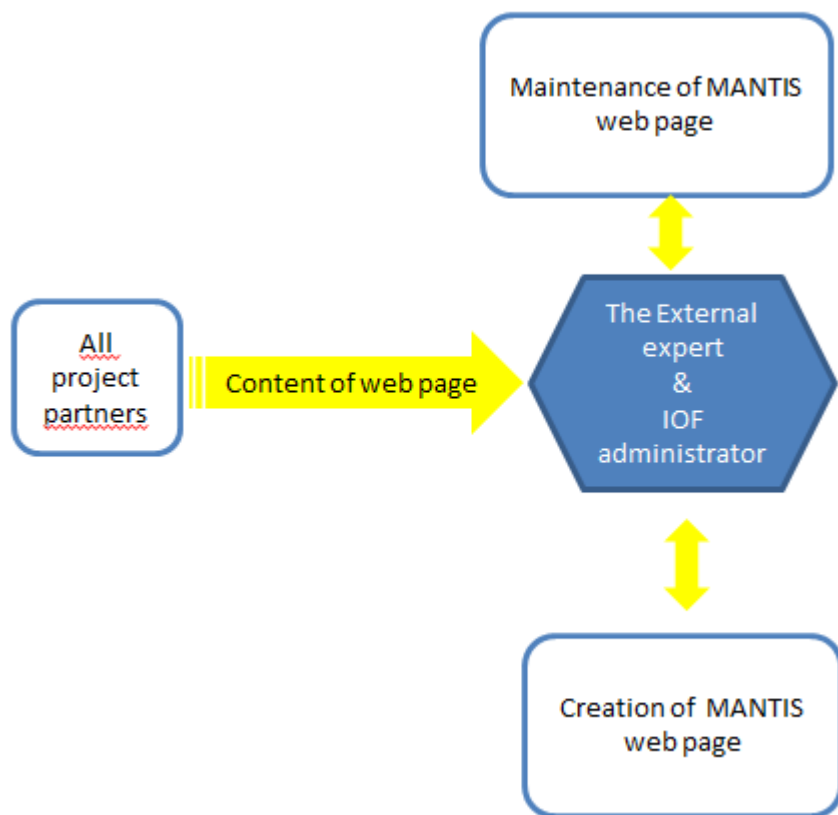 Maintenance of MANTIS
web page
The External
expert
&
IOF
administrator
All
project
partners
Content of web page
Creation of MANTIS
web page